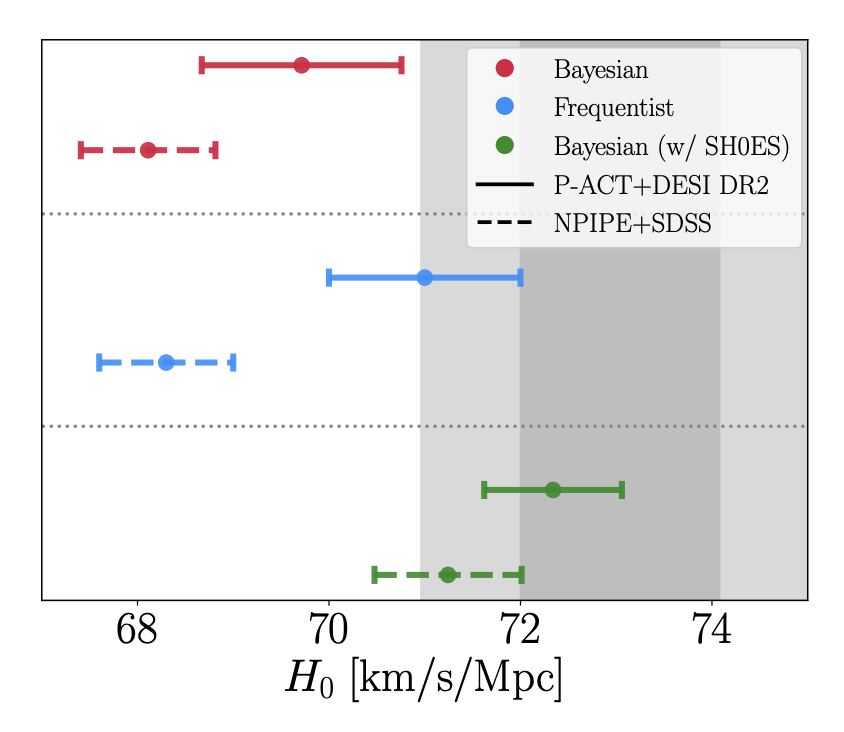 Bayesian
Frequentist
Bayesian (w/ SH0ES)
P-ACT+DESI DR2
NPIPE+SDSS
68 70 72 74
H₀ [km/s/Mpc]